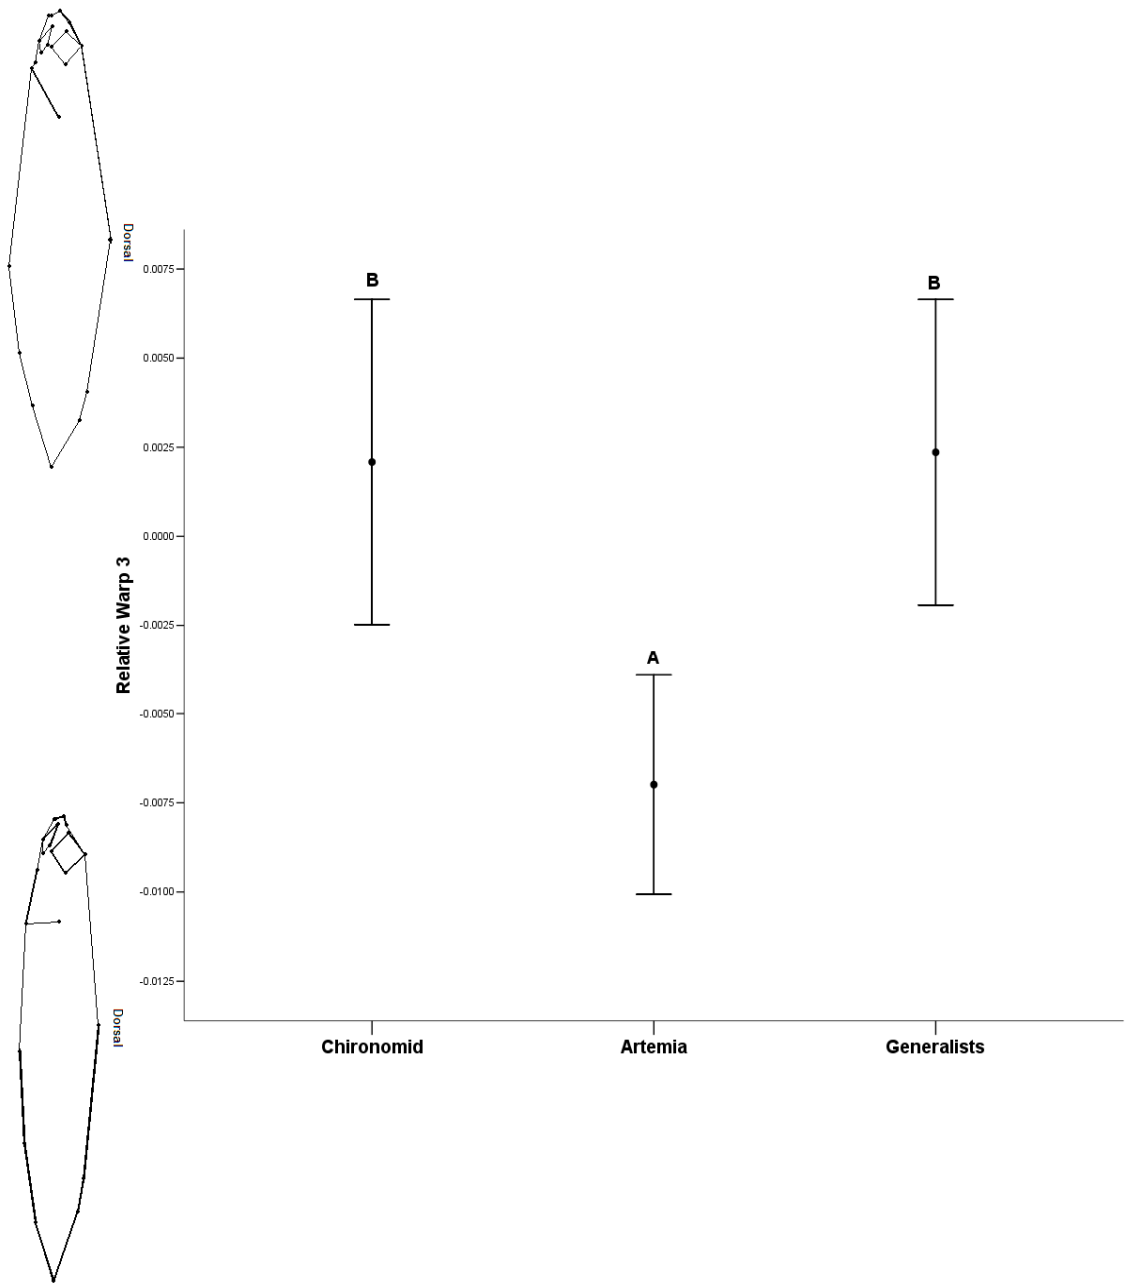 Dorsal
B
B
0.0075
0.0050
0.0025
0.0000
-0.0025
-0.0050
-0.0075
-0.0100
-0.0125
Relative Warp 3
A
Dorsal
Chironomid
Artemia
Generalists